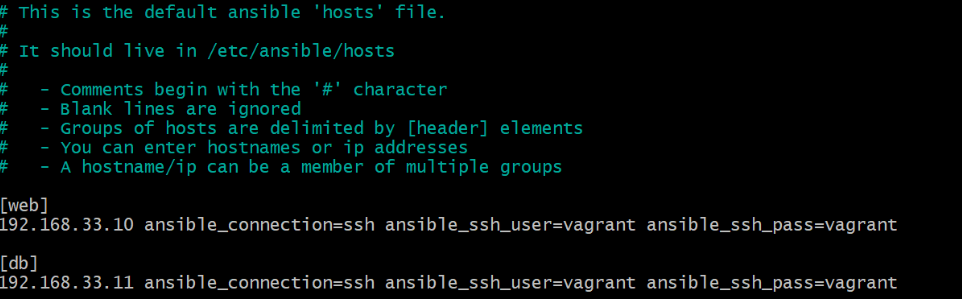 # This is the default ansible 'hosts' file.
#
# It should live in /etc/ansible/hosts
#
#   - Comments begin with the '#' character
#   - Blank lines are ignored
#   - Groups of hosts are delimited by [header] elements
#   - You can enter hostnames or ip addresses
#   - A hostname/ip can be a member of multiple groups

[web]
192.168.33.10 ansible_connection=ssh ansible_ssh_user=vagrant ansible_ssh_pass=vagrant

[db]
192.168.33.11 ansible_connection=ssh ansible_ssh_user=vagrant ansible_ssh_pass=vagrant